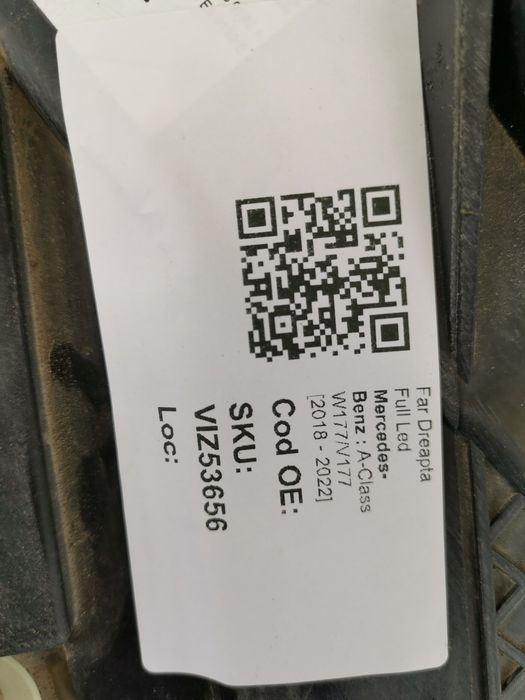 Far Dreapta
Full Led
Mercedes-
Benz : A-Class
W177/V177
[2018 - 2022]
Cod OE:
SKU:
VIZ53656
Loc: